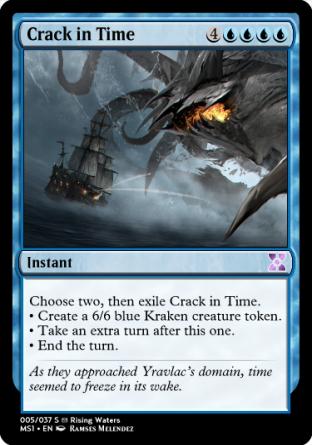 Crack in Time 4
Instant
Choose two, then exile Crack in Time.
• Create a 6/6 blue Kraken creature token.
• Take an extra turn after this one.
• End the turn.
As they approached Yravlac's domain, time
seemed to freeze in its wake.
005/037 S Rising Waters
MS1 • EN Ramses Melendez